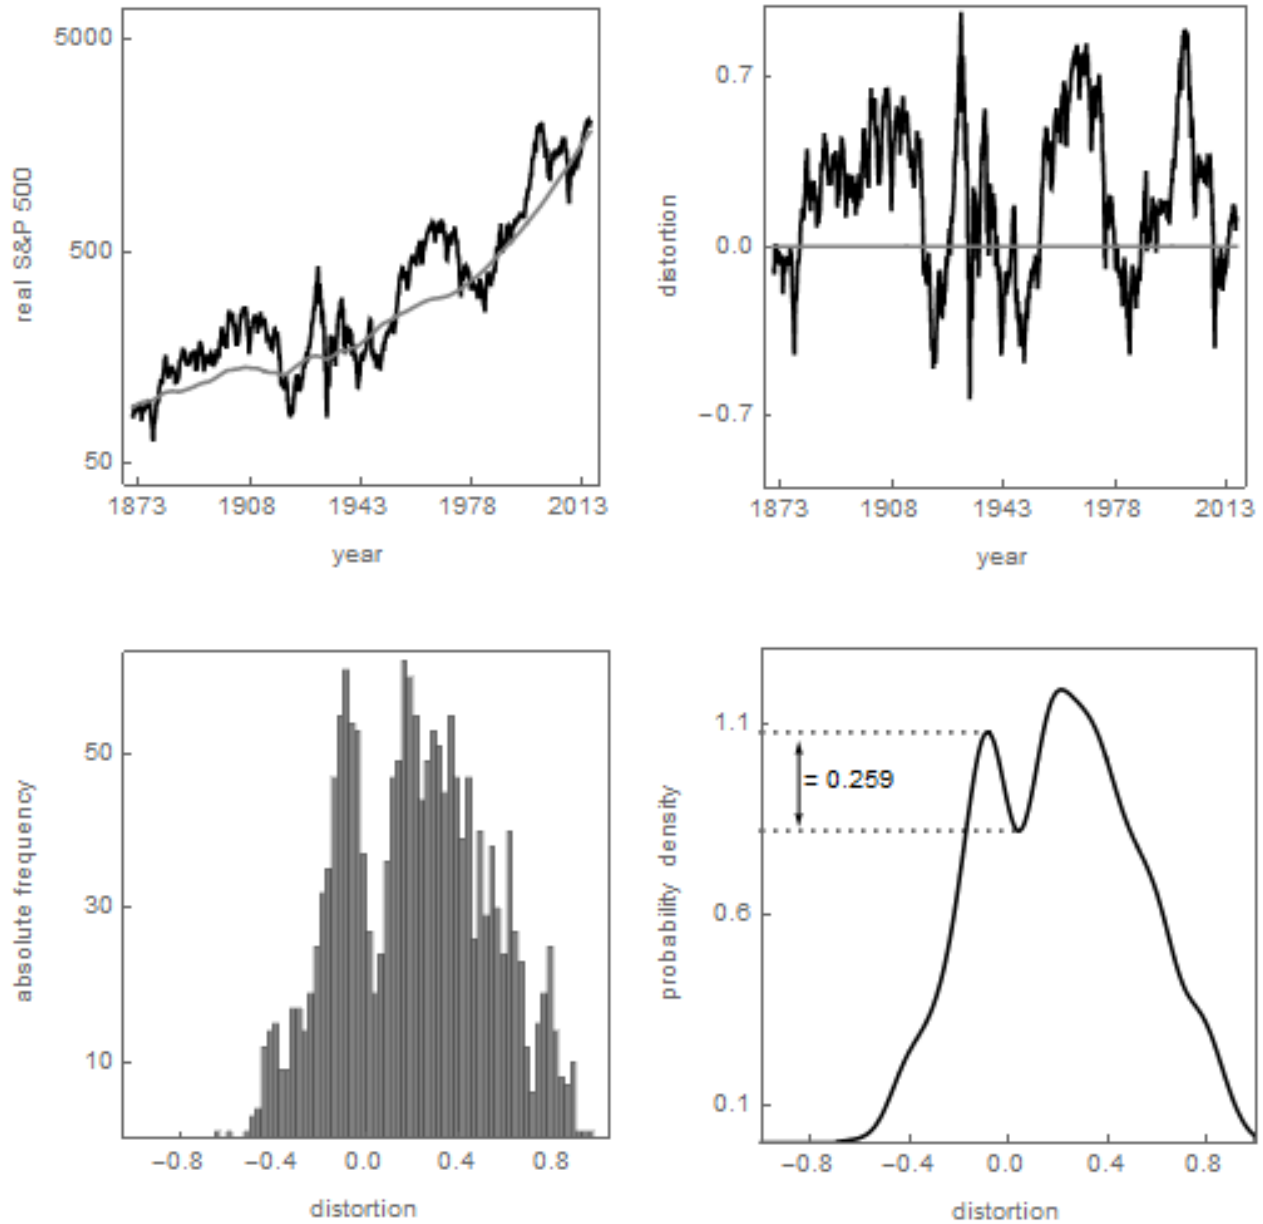 5000
500
50
real S&P 500
1873 1908 1943 1978 2013
year
0.7
0.0
−0.7
distortion
1873 1908 1943 1978 2013
year
50
30
10
absolute frequency
−0.8 −0.4 0.0 0.4 0.8
distortion
1.1
0.6
0.1
probability density
= 0.259
−0.8 −0.4 0.0 0.4 0.8
distortion